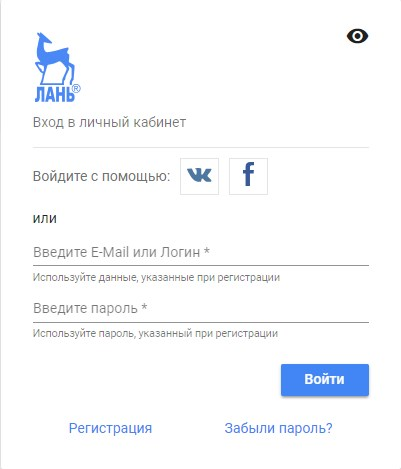 ЛАНЬ®
Вход в личный кабинет
Войдите с помощью:
или
Введите E-Mail или Логин *
Используйте данные, указанные при регистрации
Введите пароль *
Используйте пароль, указанный при регистрации
Войти
Регистрация Забыли пароль?